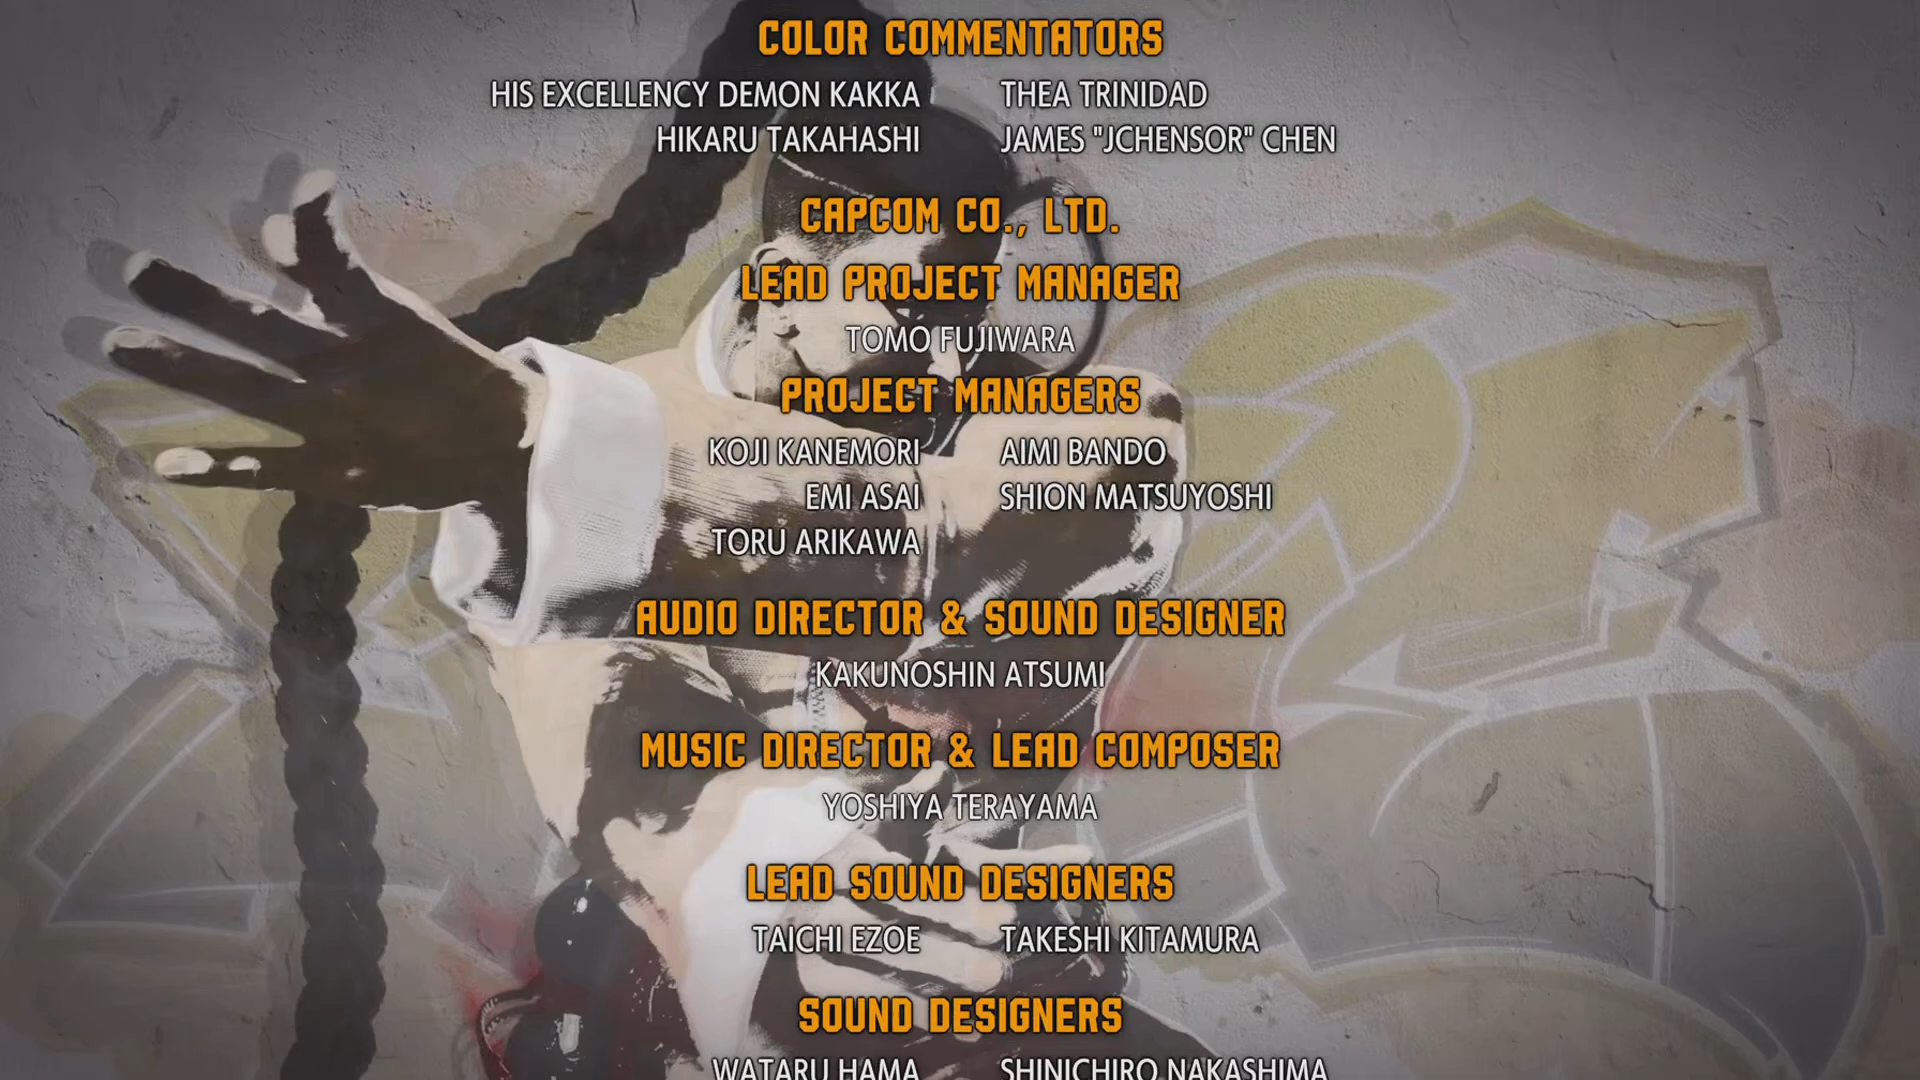 COLOR COMMENTATORS
HIS EXCELLENCY DEMON KAKKA THEA TRINIDAD
HIKARU TAKAHASHI JAMES "JCHENSOR" CHEN
CAPCOM CO., LTD.
LEAD PROJECT MANAGER
TOMO FUJIWARA
PROJECT MANAGERS
KOJI KANEMORI AIMI BANDO
EMI ASAI SHION MATSUYOSHI
TORU ARIKAWA
AUDIO DIRECTOR & SOUND DESIGNER
KAKUNOSHIN ATSUMI
MUSIC DIRECTOR & LEAD COMPOSER
YOSHIYA TERAYAMA
LEAD SOUND DESIGNERS
TAICHI EZOE TAKESHI KITAMURA
SOUND DESIGNERS
WATARU HAMA SHINICHIRO NAKASHIMA